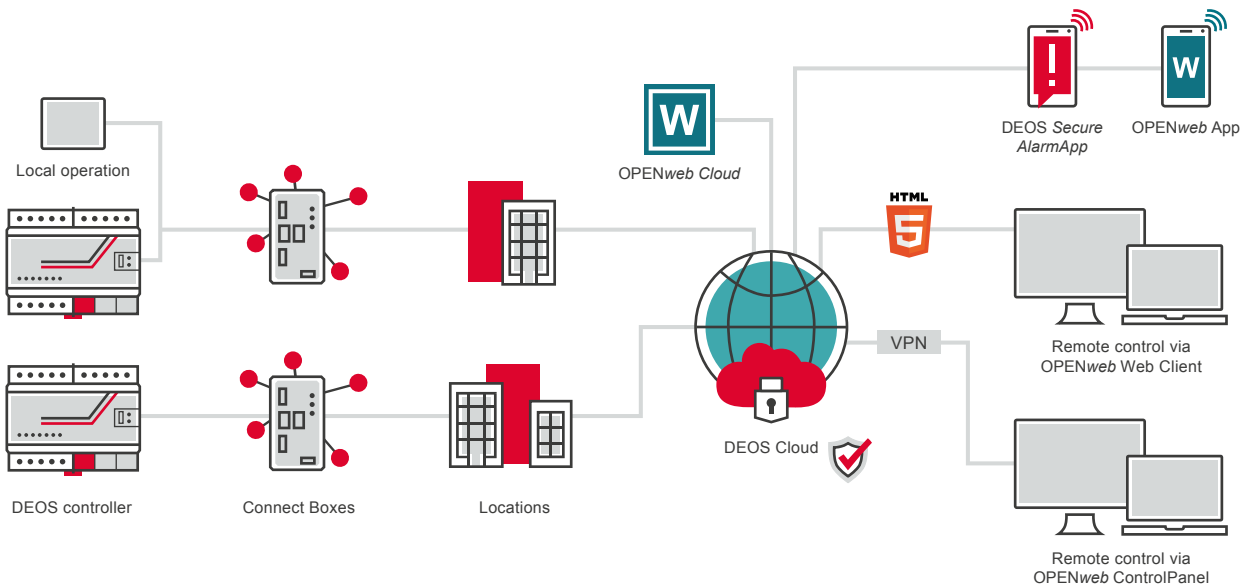 Local operation
W
OPENweb Cloud
DEOS Secure
AlarmApp
W
OPENweb App
HTML
5
Remote control via
OPENweb Web Client
VPN
DEOS Cloud
DEOS controller
Connect Boxes
Locations
Remote control via
OPENweb ControlPanel